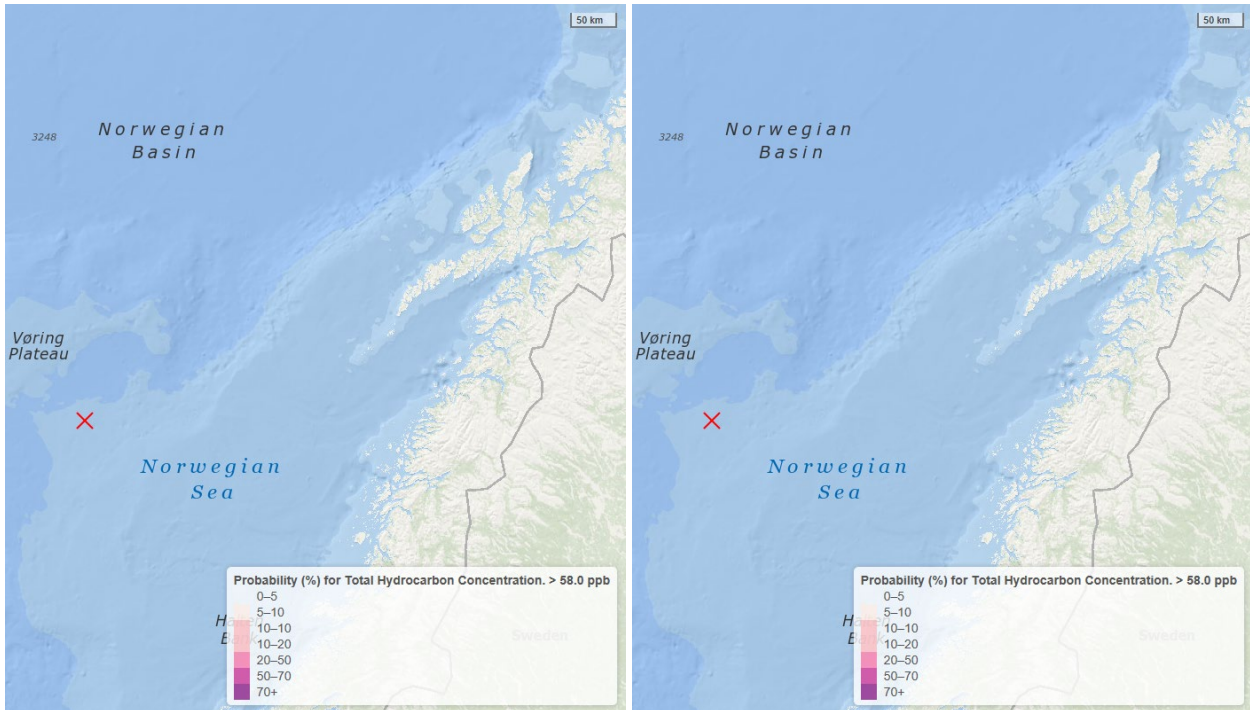 50 km
Norwegian
Basin
3248
Vøring
Plateau
Norwegian
Sea
Probability (%) for Total Hydrocarbon Concentration. > 58.0 ppb
0–5
5–10
10–10
10–20
20–50
50–70
70+
Sweden
50 km
Norwegian
Basin
3248
Vøring
Plateau
Norwegian
Sea
Probability (%) for Total Hydrocarbon Concentration. > 58.0 ppb
0–5
5–10
10–10
10–20
20–50
50–70
70+
Sweden